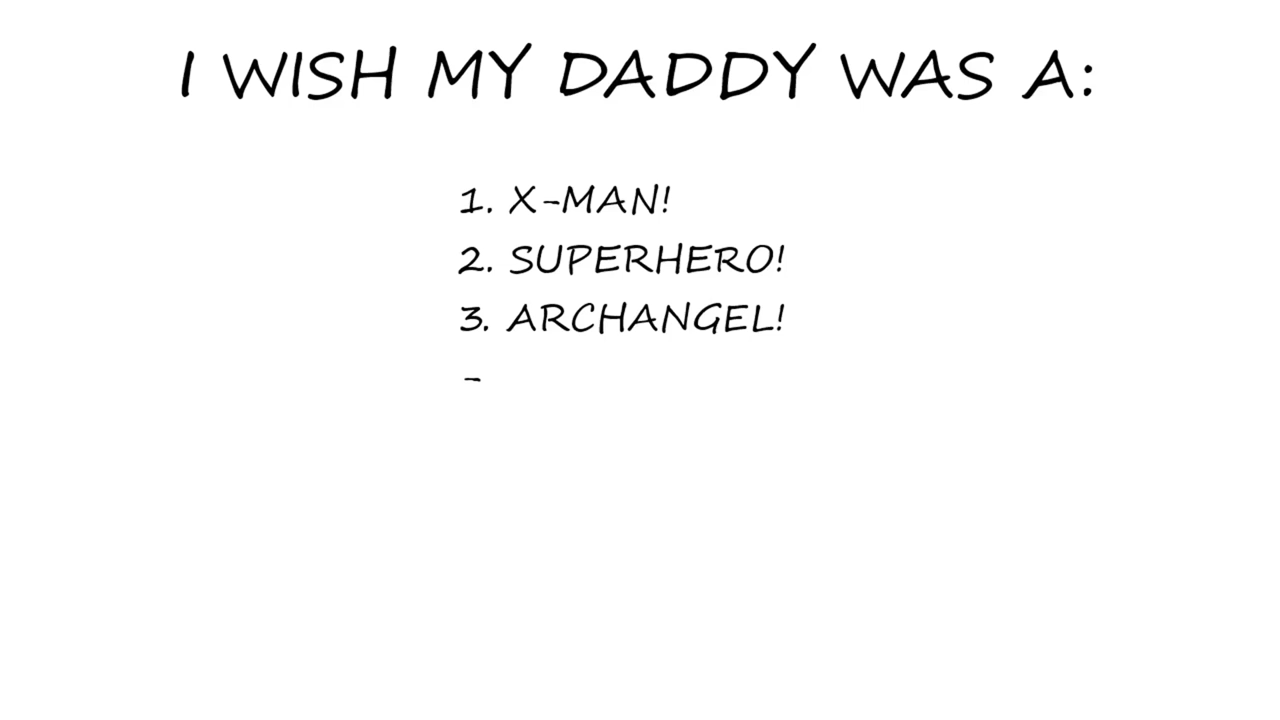 I WISH MY DADDY WAS A:
1. X-MAN!
2. SUPERHERO!
3. ARCHANGEL!
-